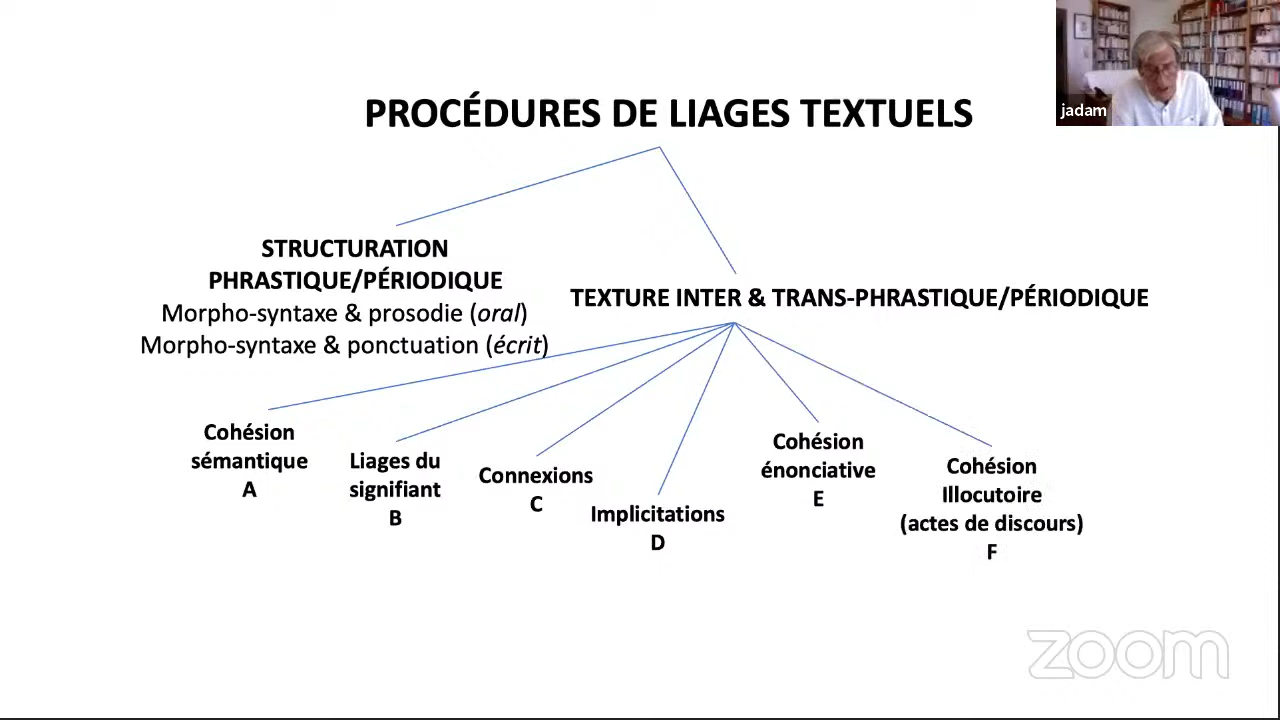 PROCÉDURES DE LIAGES TEXTUELS
jadam
STRUCTURATION
PHRASTIQUE/PÉRIODIQUE
Morpho-syntaxe & prosodie (oral)
Morpho-syntaxe & ponctuation (écrit)
TEXTURE INTER & TRANS-PHRASTIQUE/PÉRIODIQUE
Cohésion
sémantique
A
Liages du
signifiant
B
Connexions
C
Implicitations
D
Cohésion
énonciative
E
Cohésion
Illocutoire
(actes de discours)
F
zoom